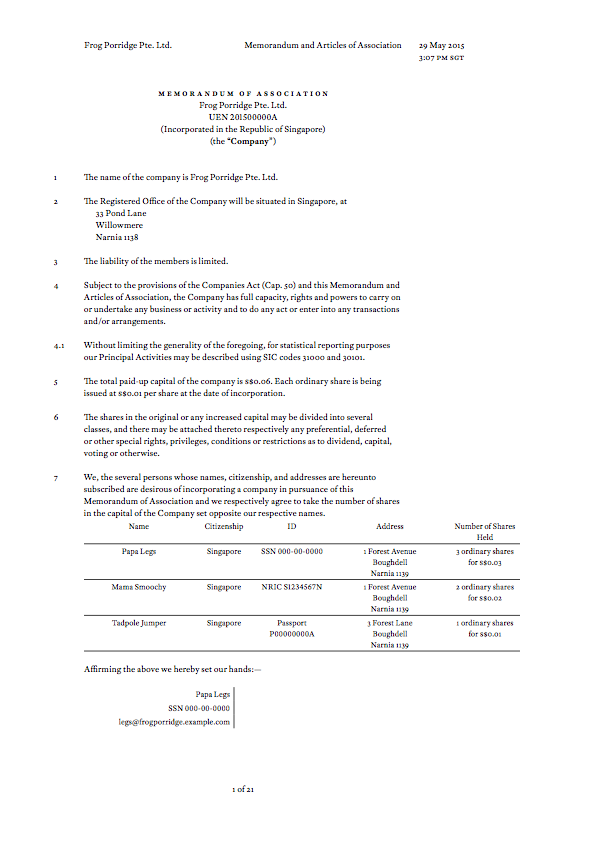 Frog Porridge Pte. Ltd. Memorandum and Articles of Association 29 May 2015
3:07 PM SGT
MEMORANDUM OF ASSOCIATION
Frog Porridge Pte. Ltd.
UEN 201500000A
(Incorporated in the Republic of Singapore)
(the “Company”)
1 The name of the company is Frog Porridge Pte. Ltd.
2 The Registered Office of the Company will be situated in Singapore, at
33 Pond Lane
Willowmere
Narnia 1138
3 The liability of the members is limited.
4 Subject to the provisions of the Companies Act (Cap. 50) and this Memorandum and
Articles of Association, the Company has full capacity, rights and powers to carry on
or undertake any business or activity and to do any act or enter into any transactions
and/or arrangements.
4.1 Without limiting the generality of the foregoing, for statistical reporting purposes
our Principal Activities may be described using SIC codes 31000 and 30101.
5 The total paid-up capital of the company is S$0.06. Each ordinary share is being
issued at S$0.01 per share at the date of incorporation.
6 The shares in the original or any increased capital may be divided into several
classes, and there may be attached thereto respectively any preferential, deferred
or other special rights, privileges, conditions or restrictions as to dividend, capital,
voting or otherwise.
7 We, the several persons whose names, citizenship, and addresses are hereunto
subscribed are desirous of incorporating a company in pursuance of this
Memorandum of Association and we respectively agree to take the number of shares
in the capital of the Company set opposite our respective names.
Name Citizenship ID Address Number of Shares
Held
Papa Legs Singapore SSN 000-00-0000 1 Forest Avenue 3 ordinary shares
Boughdell for S$0.03
Narnia 1139
Mama Smoochy Singapore NRIC S1234567N 1 Forest Avenue 2 ordinary shares
Boughdell for S$0.02
Narnia 1139
Tadpole Jumper Singapore Passport 3 Forest Lane 1 ordinary shares
P00000000A Boughdell for S$0.01
Narnia 1139
Affirming the above we hereby set our hands:—
Papa Legs
SSN 000-00-0000
legs@frogporridge.example.com
1 of 21